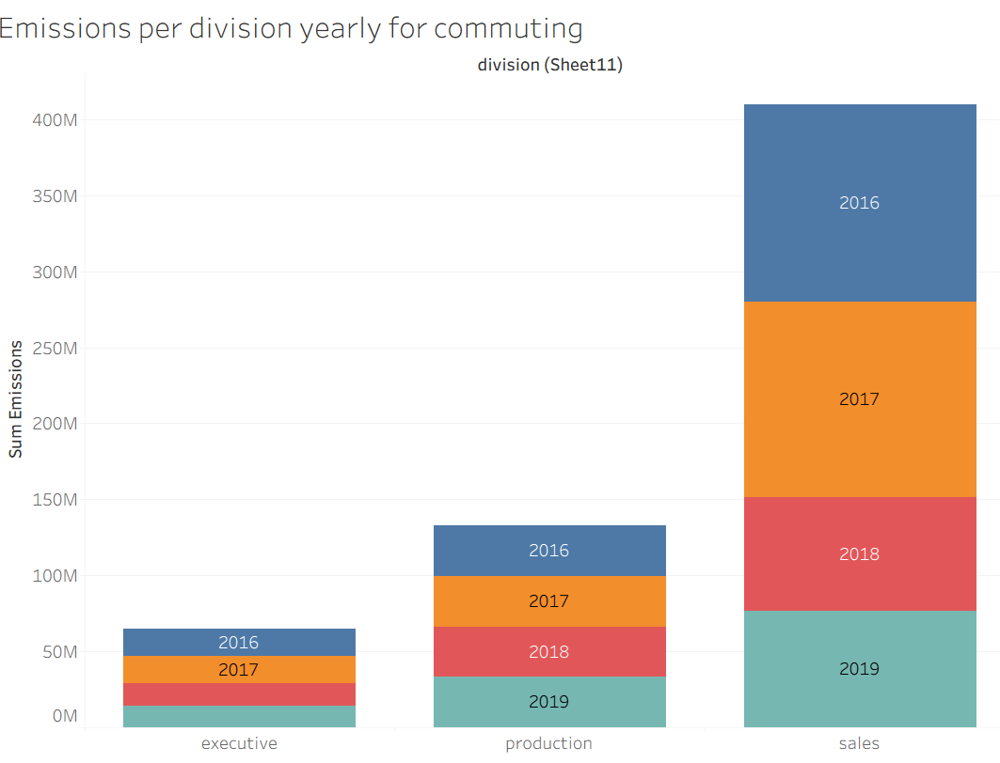 Emissions per division yearly for commuting
division (Sheet11)
400M
350M
300M
250M
200M
150M
100M
50M
0M
Sum Emissions
2016
2017
2016
2017
2018
2019
2016
2017
2018
2019
executive
production
sales